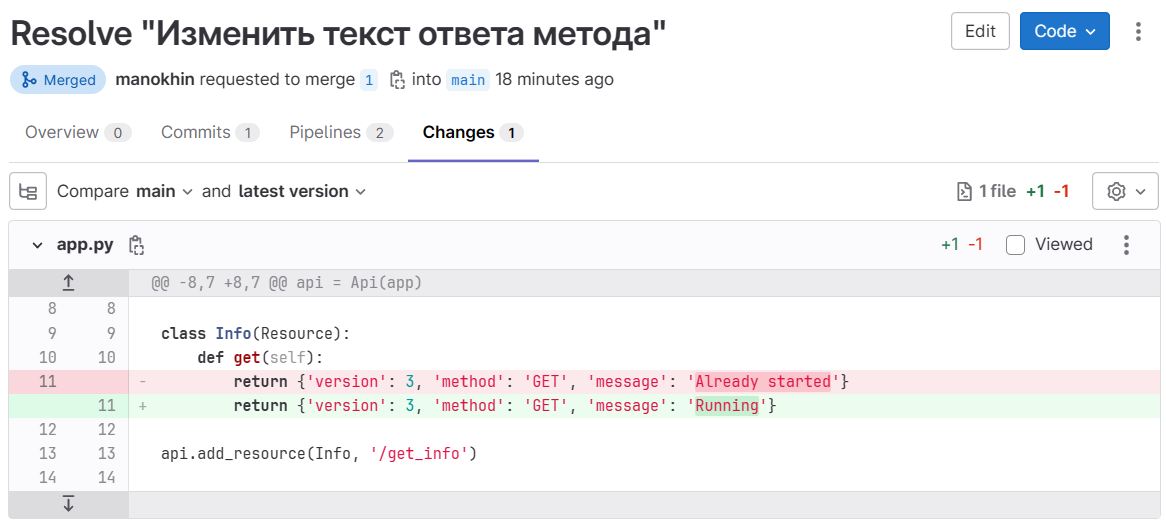 Resolve "Изменить текст ответа метода"
Edit
Code
Merged manokhin requested to merge 1 into main 18 minutes ago
Overview 0 Commits 1 Pipelines 2 Changes 1
Compare main and latest version
1 file +1 -1
app.py
+1 -1 Viewed
@@ -8,7 +8,7 @@ api = Api(app)
8 8
9 9 class Info(Resource):
10 10 def get(self):
11 - return {'version': 3, 'method': 'GET', 'message': 'Already started'}
11 + return {'version': 3, 'method': 'GET', 'message': 'Running'}
12 12
13 13 api.add_resource(Info, '/get_info')
14 14